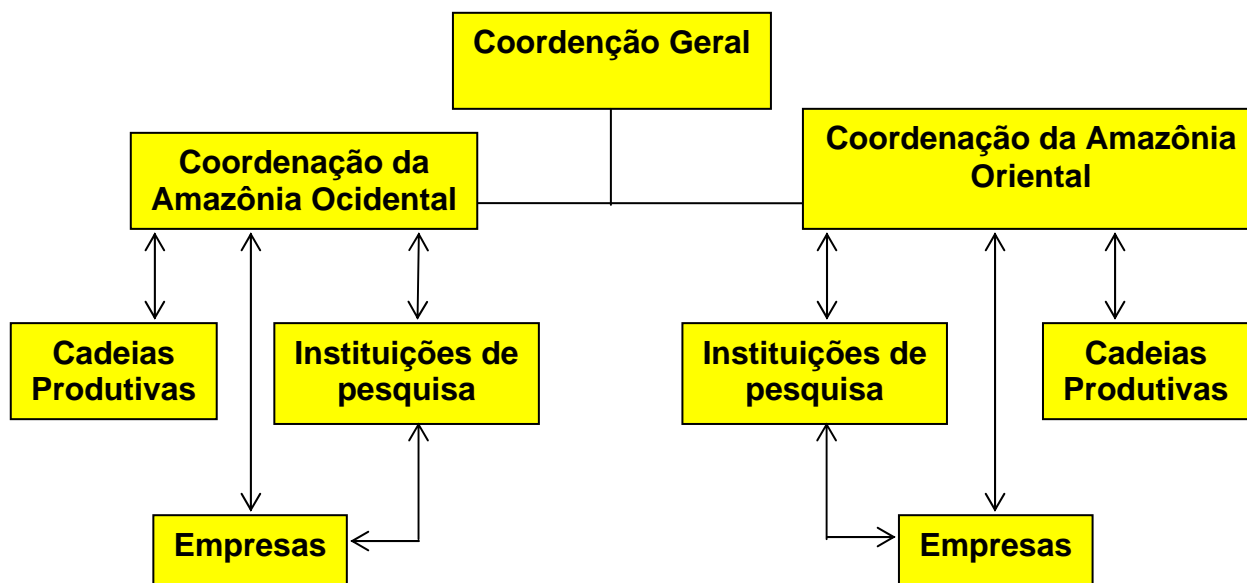 Coordenção Geral
Coordenação da
Amazônia Ocidental
Coordenação da Amazônia
Oriental
Cadeias
Produtivas
Instituições de
pesquisa
Instituições de
pesquisa
Cadeias
Produtivas
Empresas
Empresas